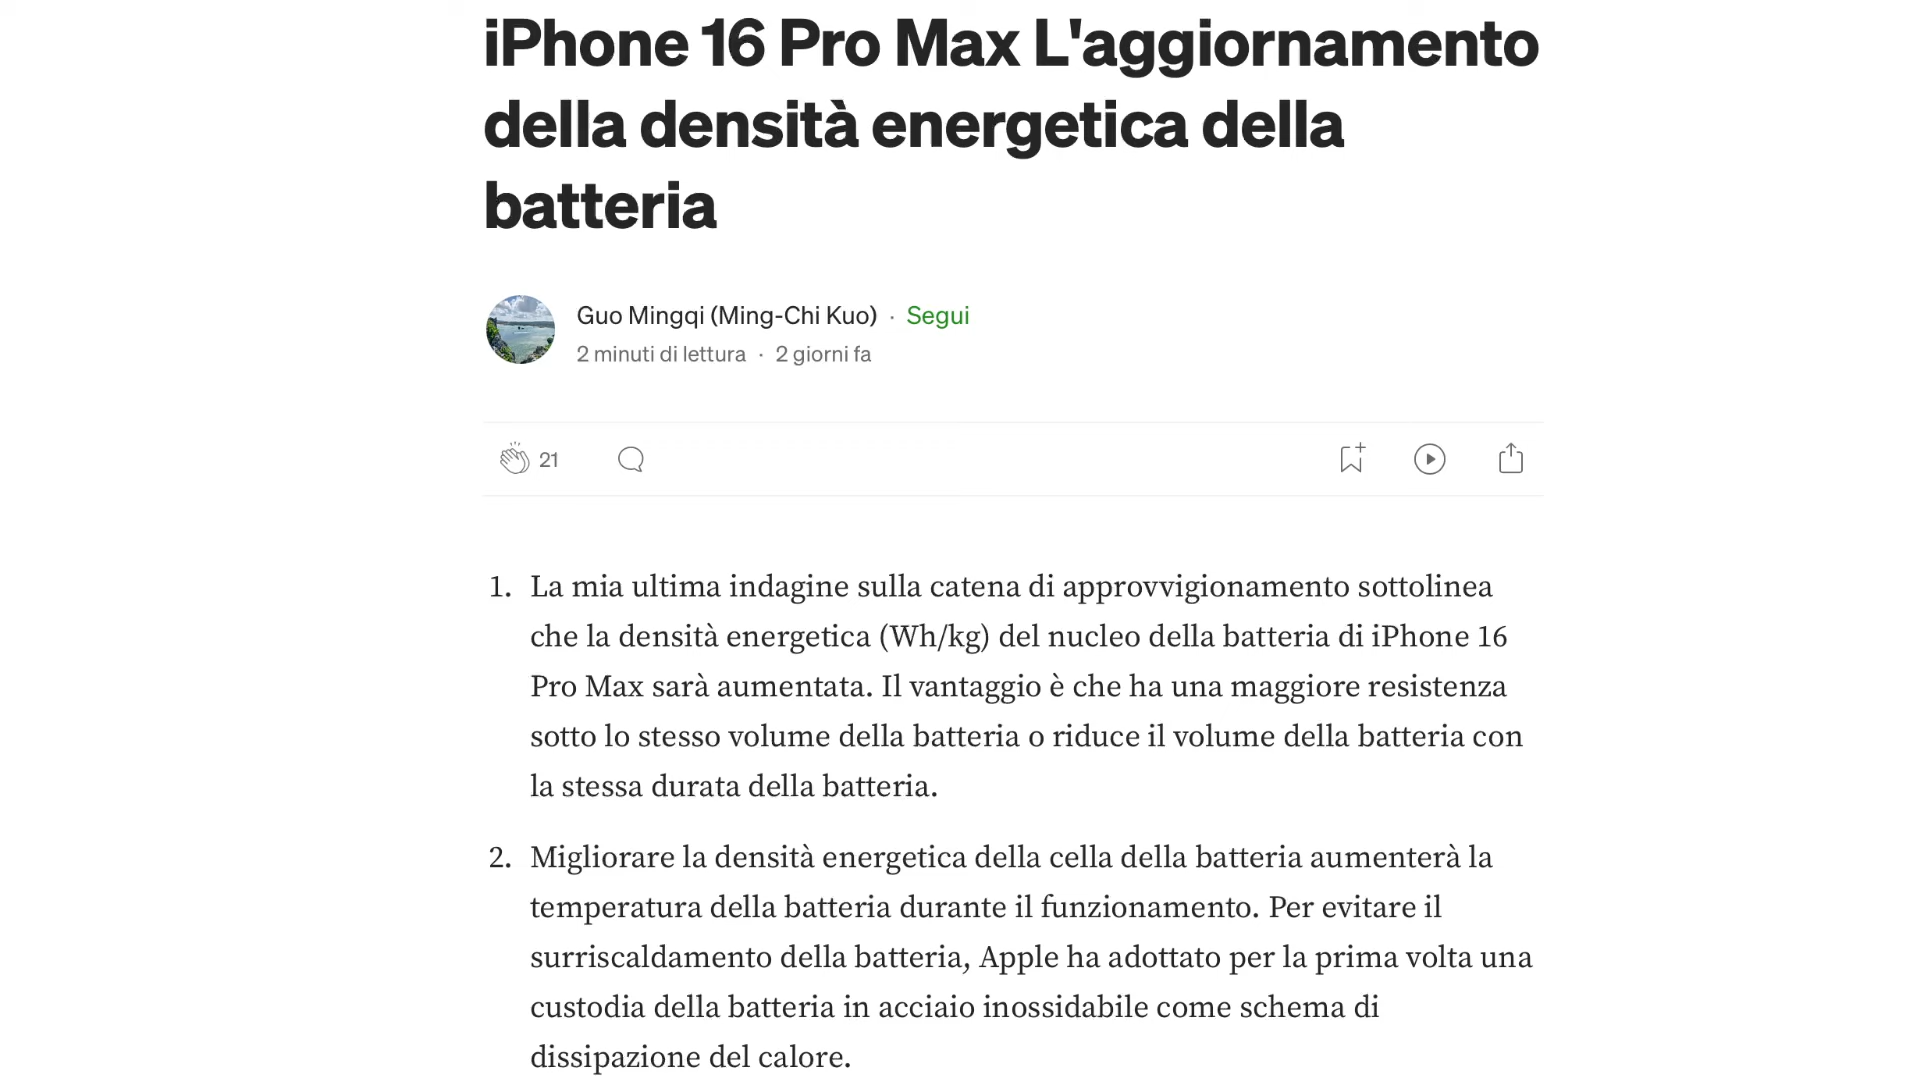 iPhone 16 Pro Max L'aggiornamento
della densità energetica della
batteria
Guo Mingqi (Ming-Chi Kuo) · Segui
2 minuti di lettura · 2 giorni fa
21
1. La mia ultima indagine sulla catena di approvvigionamento sottolinea
che la densità energetica (Wh/kg) del nucleo della batteria di iPhone 16
Pro Max sarà aumentata. Il vantaggio è che ha una maggiore resistenza
sotto lo stesso volume della batteria o riduce il volume della batteria con
la stessa durata della batteria.
2. Migliorare la densità energetica della cella della batteria aumenterà la
temperatura della batteria durante il funzionamento. Per evitare il
surriscaldamento della batteria, Apple ha adottato per la prima volta una
custodia della batteria in acciaio inossidabile come schema di
dissipazione del calore.